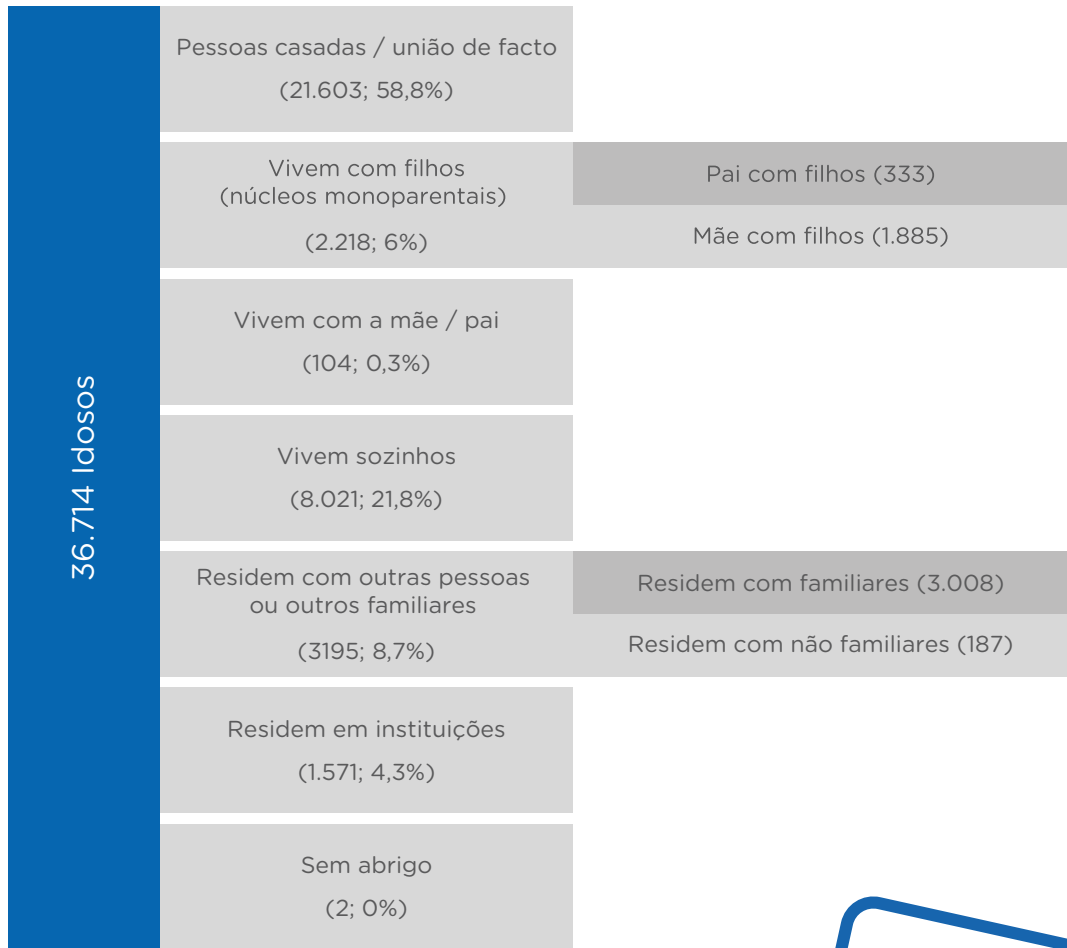 36.714 Idosos
Pessoas casadas / união de facto
(21.603; 58,8%)
Vivem com filhos
(núcleos monoparentais)
(2.218; 6%)
Pai com filhos (333)
Mãe com filhos (1.885)
Vivem com a mãe / pai
(104; 0,3%)
Vivem sozinhos
(8.021; 21,8%)
Residem com outras pessoas
ou outros familiares
(3195; 8,7%)
Residem com familiares (3.008)
Residem com não familiares (187)
Residem em instituições
(1.571; 4,3%)
Sem abrigo
(2; 0%)